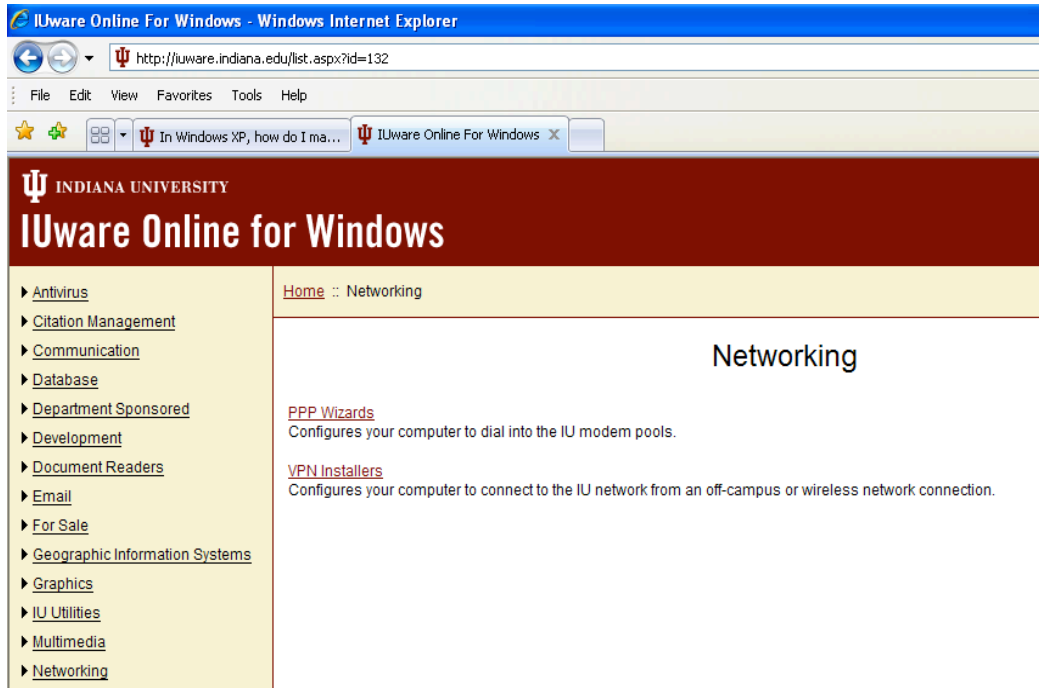 IUware Online For Windows - Windows Internet Explorer
http://iuware.indiana.edu/list.aspx?id=132
File Edit View Favorites Tools Help
In Windows XP, how do I ma... IUware Online For Windows X
INDIANA UNIVERSITY
IUware Online for Windows
Antivirus
Citation Management
Communication
Database
Department Sponsored
Development
Document Readers
Email
For Sale
Geographic Information Systems
Graphics
IU Utilities
Multimedia
Networking
Home :: Networking
Networking
PPP Wizards
Configures your computer to dial into the IU modem pools.
VPN Installers
Configures your computer to connect to the IU network from an off-campus or wireless network connection.